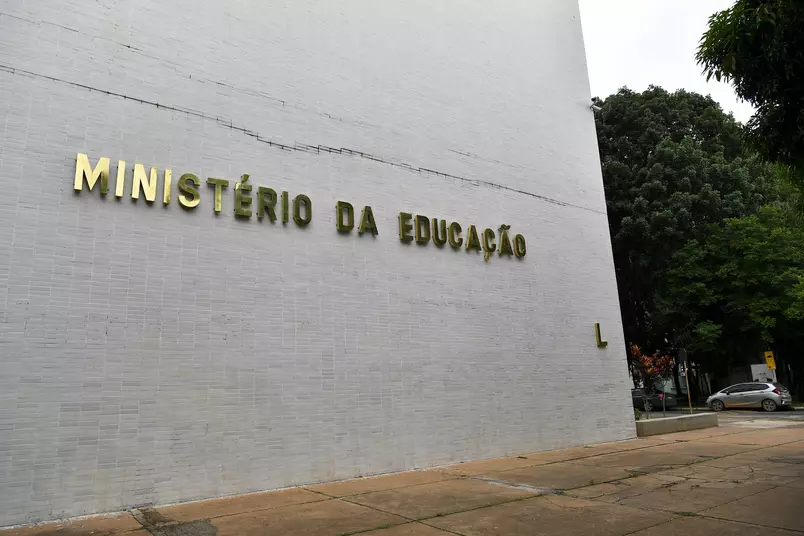 MINISTÉRIO DA EDUCAÇÃO
L